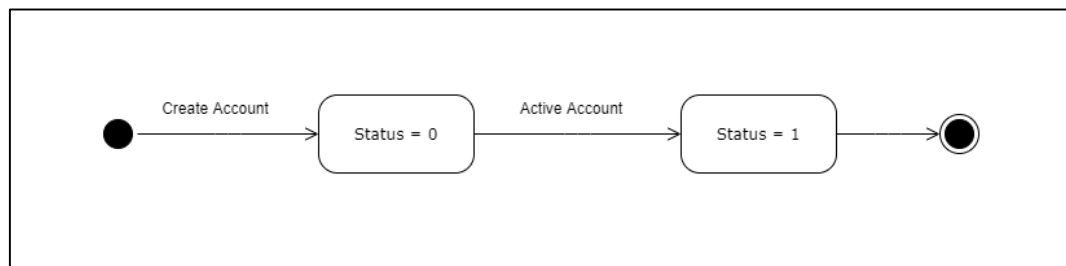 Create Account
Status = 0
Active Account
Status = 1